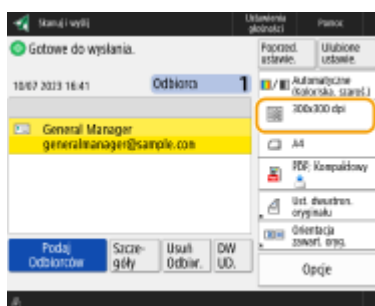 Skanuj i wyślij
Ustawienia
głośności
Pomoc
Gotowe do wysłania.
Poprzed.
ustawie.
Ulubione
ustawie.
10/07 2023 16:41
Odbiorca
1
Automatyczne
300x300 dpi
General Manager
generalmanager@sample.com
A4
PDF; Kompaktowy
Ust. dwustron.
oryginału
Orientacja
zawart. oryg.
Podaj
Odbiorców
Szcze-
góły
Usuń
Odbior.
DW
UD.
Opcje